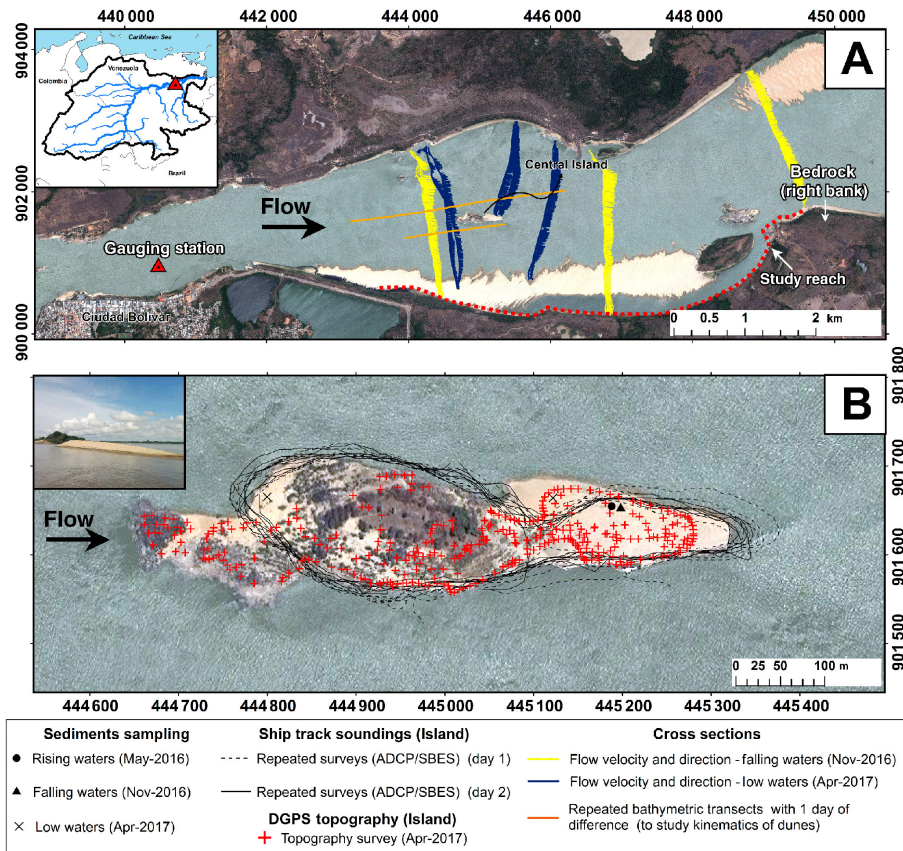 440 000
442 000
444 000
446 000
448 000
450 000
904 000
902 000
900 000
Caribbean Sea
Colombia
Venezuela
Brazil
A
Central Island
Bedrock
(right bank)
Flow
Gauging station
Study reach
Ciudad Bolívar
0 0.5 1 2 km
B
Flow
901 800
901 700
901 600
901 500
0 25 50 100 m
444 600
444 700
444 800
444 900
445 000
445 100
445 200
445 300
445 400
Sediments sampling
Rising waters (May-2016)
Falling waters (Nov-2016)
Low waters (Apr-2017)
Ship track soundings (Island)
Repeated surveys (ADCP/SBES) (day 1)
Repeated surveys (ADCP/SBES) (day 2)
DGPS topography (Island)
Topography survey (Apr-2017)
Cross sections
Flow velocity and direction - falling waters (Nov-2016)
Flow velocity and direction - low waters (Apr-2017)
Repeated bathymetric transects with 1 day of
difference (to study kinematics of dunes)